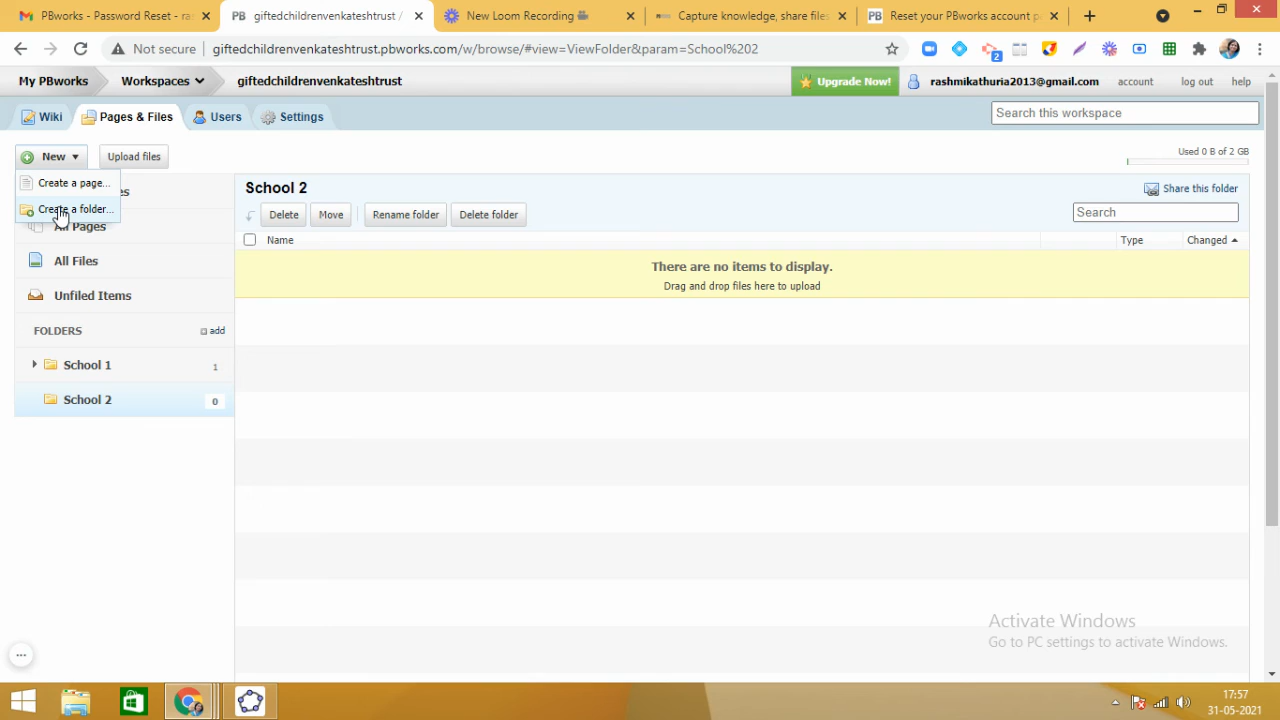 PBworks - Password Reset - ra
giftedchildrenvenkateshtrust /
New Loom Recording
Capture knowledge, share files
Reset your PBworks account p
Not secure
giftedchildrenvenkateshtrust.pbworks.com/w/browse/#view=ViewFolder&param=School%202
2
My PBworks
Workspaces
giftedchildrenvenkateshtrust
Upgrade Now!
rashmikathuria2013@gmail.com
account
log out
help
Wiki
Pages & Files
Users
Settings
Search this workspace
New
Upload files
Used 0 B of 2 GB
Create a page...
Create a folder...
All Pages
All Files
Unfiled Items
FOLDERS
add
School 1
1
School 2
0
School 2
Share this folder
Delete
Move
Rename folder
Delete folder
Search
Name
Type
Changed
There are no items to display.
Drag and drop files here to upload
Activate Windows
Go to PC settings to activate Windows.
17:57
31-05-2021